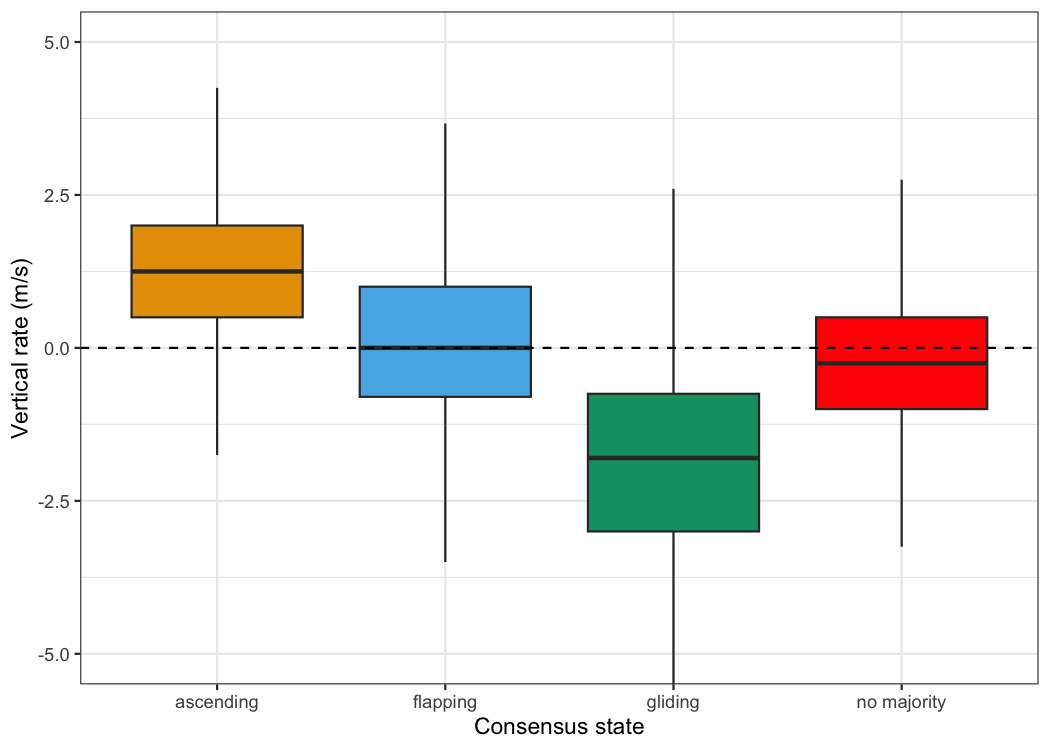 Vertical rate (m/s)
5.0
2.5
0.0
-2.5
-5.0
ascending
flapping
gliding
no majority
Consensus state